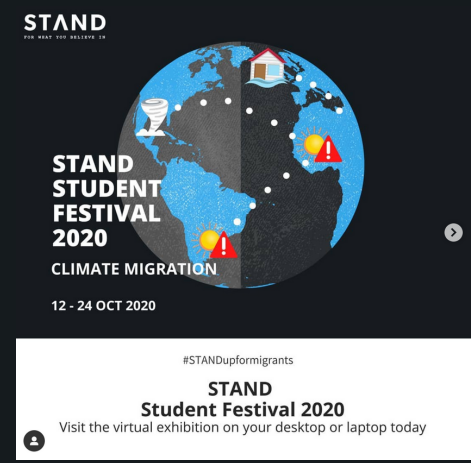 STAND
FOR WHAT YOU BELIEVE IN
STAND
STUDENT
FESTIVAL
2020
CLIMATE MIGRATION
12 - 24 OCT 2020
#STANDupformigrants
STAND
Student Festival 2020
Visit the virtual exhibition on your desktop or laptop today